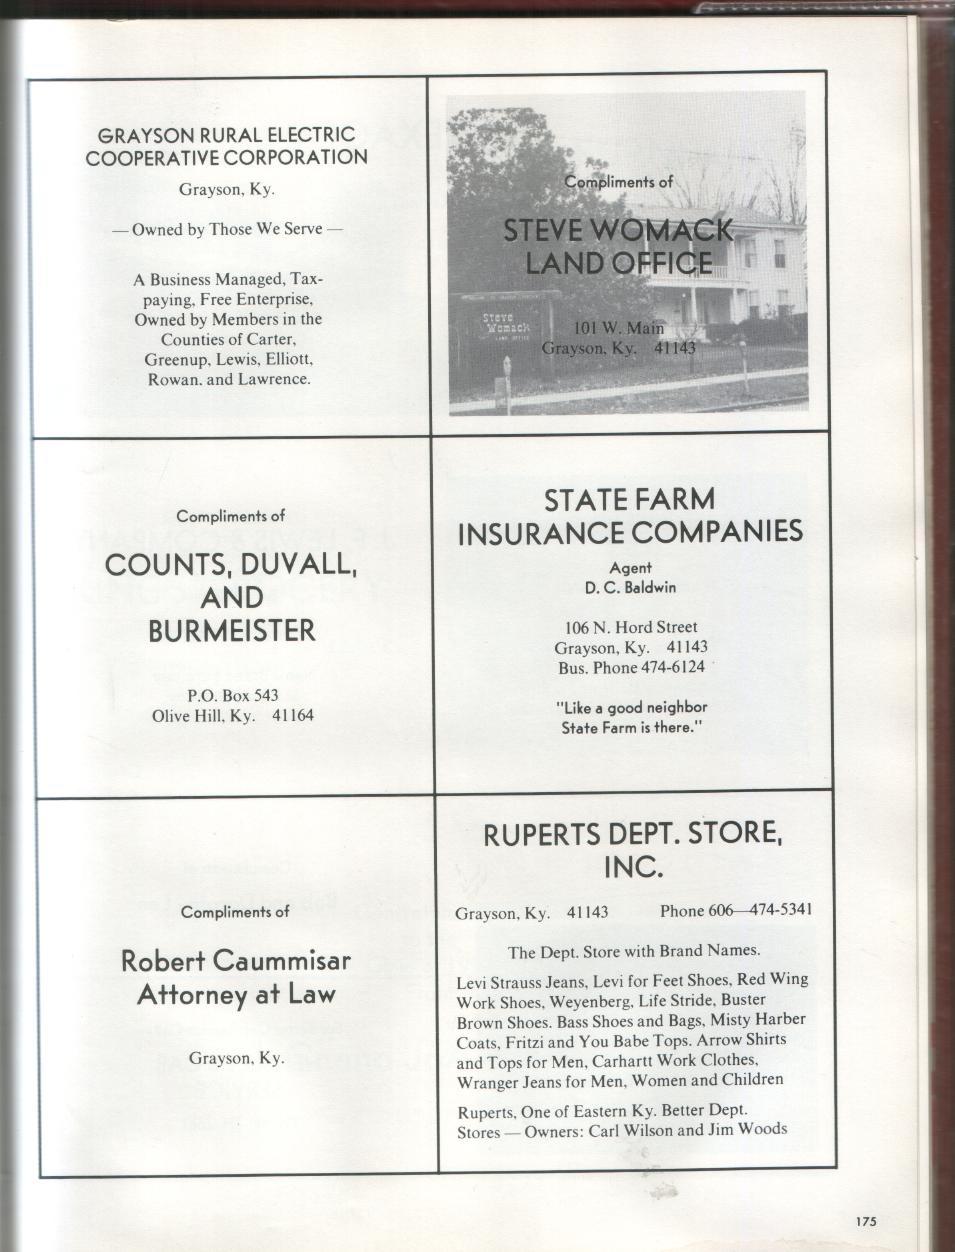 GRAYSON RURAL ELECTRIC
COOPERATIVE CORPORATION
Grayson, Ky.
— Owned by Those We Serve —
A Business Managed, Tax-
paying, Free Enterprise,
Owned by Members in the
Counties of Carter,
Greenup, Lewis, Elliott,
Rowan. and Lawrence.
Compliments of
STEVE WOMACK
LAND OFFICE
Steve
Womack
LAND OFFICE
101 W. Main
Grayson, Ky. 41143
Compliments of
COUNTS, DUVALL,
AND
BURMEISTER
P.O. Box 543
Olive Hill, Ky. 41164
STATE FARM
INSURANCE COMPANIES
Agent
D. C. Baldwin
106 N. Hord Street
Grayson, Ky. 41143
Bus. Phone 474-6124
"Like a good neighbor
State Farm is there."
Compliments of
Robert Caummisar
Attorney at Law
Grayson, Ky.
RUPERTS DEPT. STORE,
INC.
Grayson, Ky. 41143 Phone 606—474-5341
The Dept. Store with Brand Names.
Levi Strauss Jeans, Levi for Feet Shoes, Red Wing
Work Shoes, Weyenberg, Life Stride, Buster
Brown Shoes. Bass Shoes and Bags, Misty Harber
Coats, Fritzi and You Babe Tops. Arrow Shirts
and Tops for Men, Carhartt Work Clothes,
Wranger Jeans for Men, Women and Children
Ruperts, One of Eastern Ky. Better Dept.
Stores — Owners: Carl Wilson and Jim Woods
175